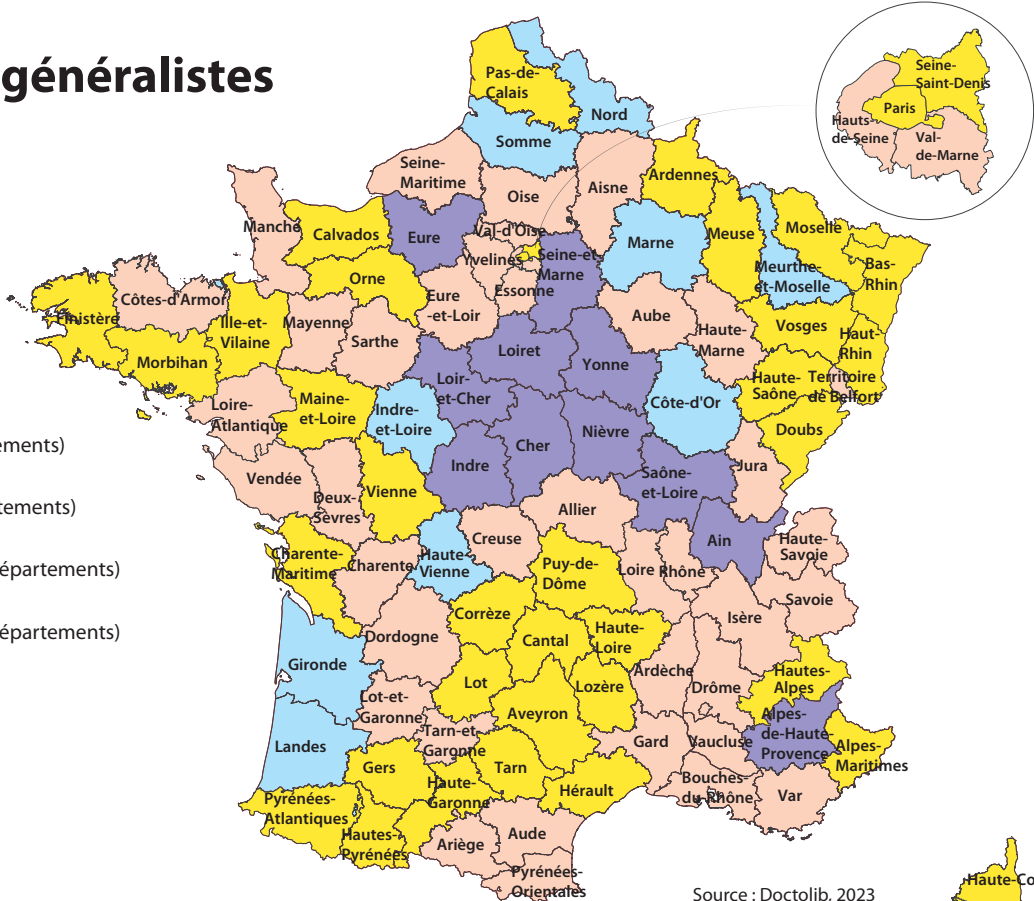 généralistes
Pas-de-
Calais
Nord
Somme
Seine-
Maritime
Oise
Aisne
Ardennes
Seine-
Saint-Denis
Paris
Hauts-
de-Seine
Val-
de-Marne
Manche
Calvados
Eure
Val-d'Oise
Yvelines
Seine-et-
Marne
Essonne
Marne
Meuse
Moselle
Meurthe-
et-Moselle
Bas-
Rhin
Orne
Eure
-et-Loir
Finistère
Côtes-d'Armor
Ille-et-
Vilaine
Mayenne
Sarthe
Morbihan
Aube
Haute-
Marne
Vosges
Haut-
Rhin
Loiret
Yonne
Loir-
et-Cher
Haute-
Saône
Territoire
de Belfort
Loire-
Atlantique
Maine-
et-Loire
Indre-
et-Loire
Côte-d'Or
Doubs
ements)
Cher
Nièvre
Indre
Saône-
et-Loire
Jura
Vendée
Deux-
Sèvres
Vienne
tements)
Allier
Ain
Haute-
Savoie
Creuse
Charente-
Maritime
Charente
Haute-
Vienne
Puy-de-
Dôme
Loire
Rhône
épartements)
Savoie
Isère
Corrèze
Dordogne
Cantal
Haute-
Loire
épartements)
Gironde
Lot
Lozère
Ardèche
Drôme
Hautes-
Alpes
Lot-et-
Garonne
Aveyron
Alpes-
de-Haute-
Provence
Tarn-et-
Garonne
Landes
Gard
Vaucluse
Alpes-
Maritimes
Gers
Tarn
Haute-
Garonne
Hérault
Bouches-
du-Rhône
Var
Pyrénées-
Atlantiques
Hautes-
Pyrénées
Ariège
Aude
Pyrénées-
Orientales
Haute-Co
Source : Doctolib, 2023